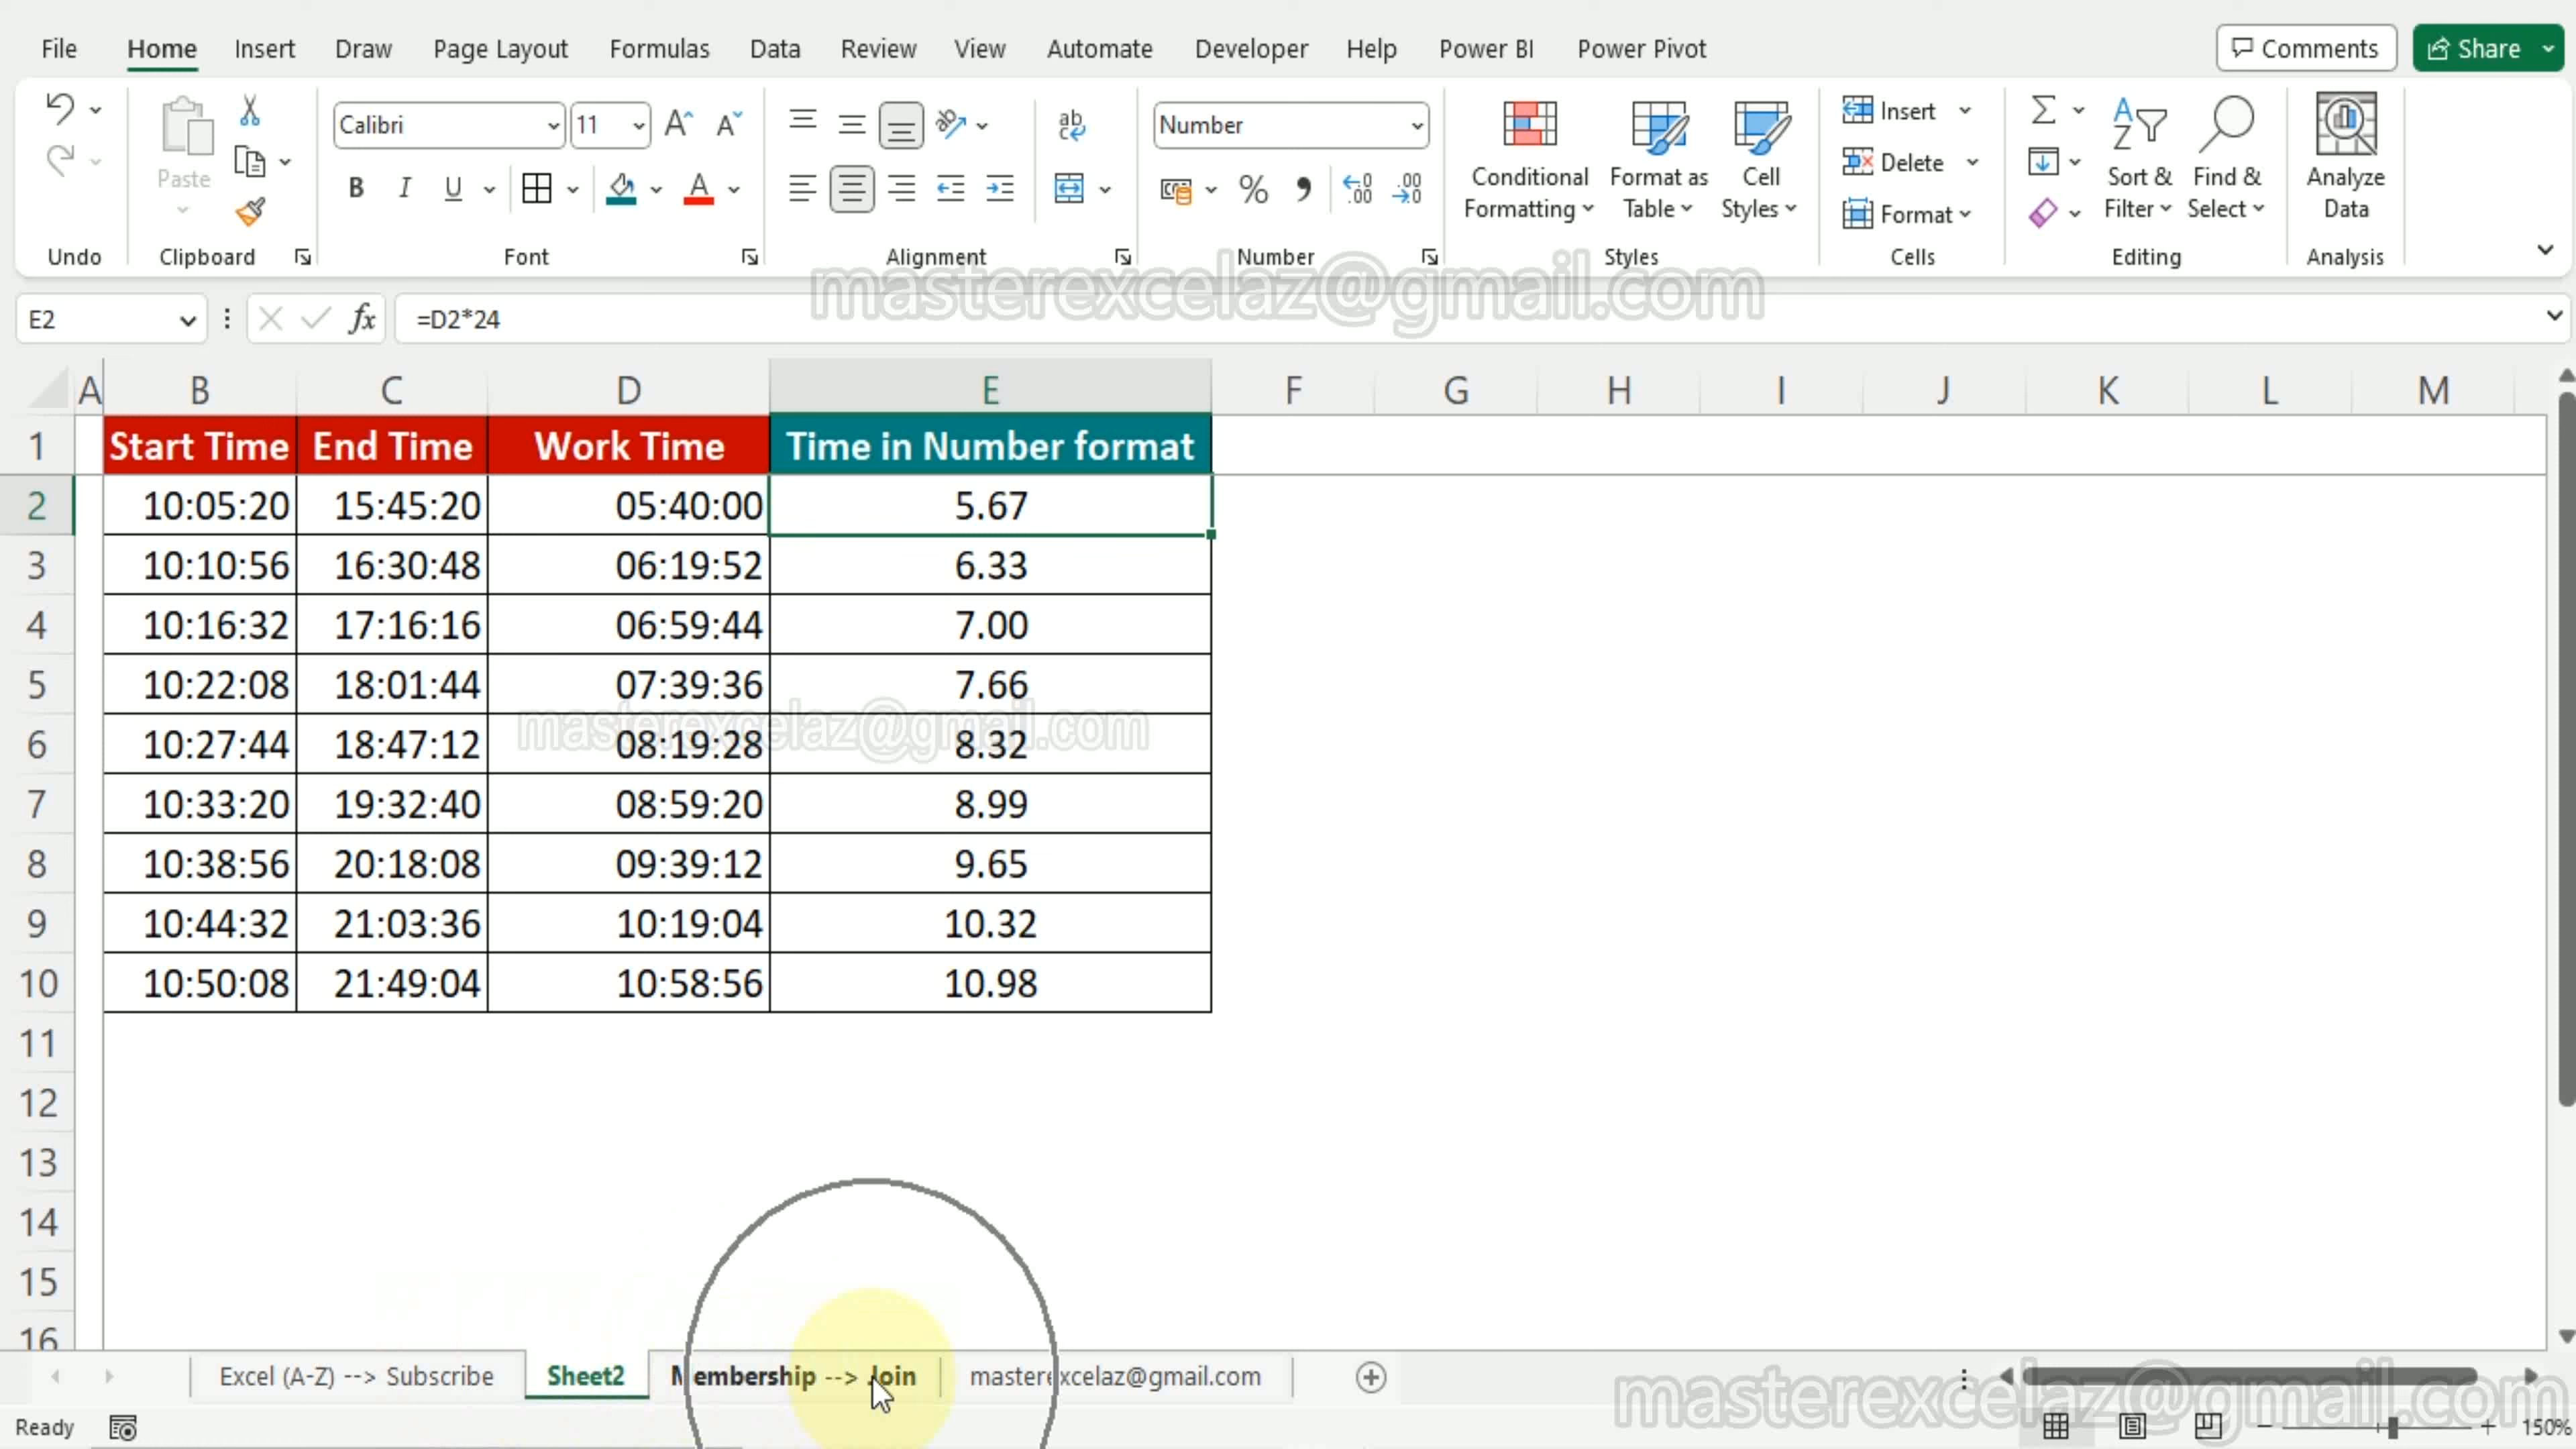 File Home Insert Draw Page Layout Formulas Data Review View Automate Developer Help Power BI Power Pivot Comments Share
Calibri 11 Number
Paste
B I U
Conditional Formatting
Format as Table
Cell Styles
Insert
Delete
Format
Sort & Filter
Find & Select
Analyze Data
Undo Clipboard Font Alignment Number Styles Cells Editing Analysis
masterexcelaz@gmail.com
E2 fx =D2*24
A B C D E F G H I J K L M
1 Start Time End Time Work Time Time in Number format
2 10:05:20 15:45:20 05:40:00 5.67
3 10:10:56 16:30:48 06:19:52 6.33
4 10:16:32 17:16:16 06:59:44 7.00
5 10:22:08 18:01:44 07:39:36 7.66
masterexcelaz@gmail.com
6 10:27:44 18:47:12 08:19:28 8.32
7 10:33:20 19:32:40 08:59:20 8.99
8 10:38:56 20:18:08 09:39:12 9.65
9 10:44:32 21:03:36 10:19:04 10.32
10 10:50:08 21:49:04 10:58:56 10.98
11
12
13
14
15
16
Excel (A-Z) --> Subscribe Sheet2 Membership --> Join masterexcelaz@gmail.com
masterexcelaz@gmail.com
Ready 150%